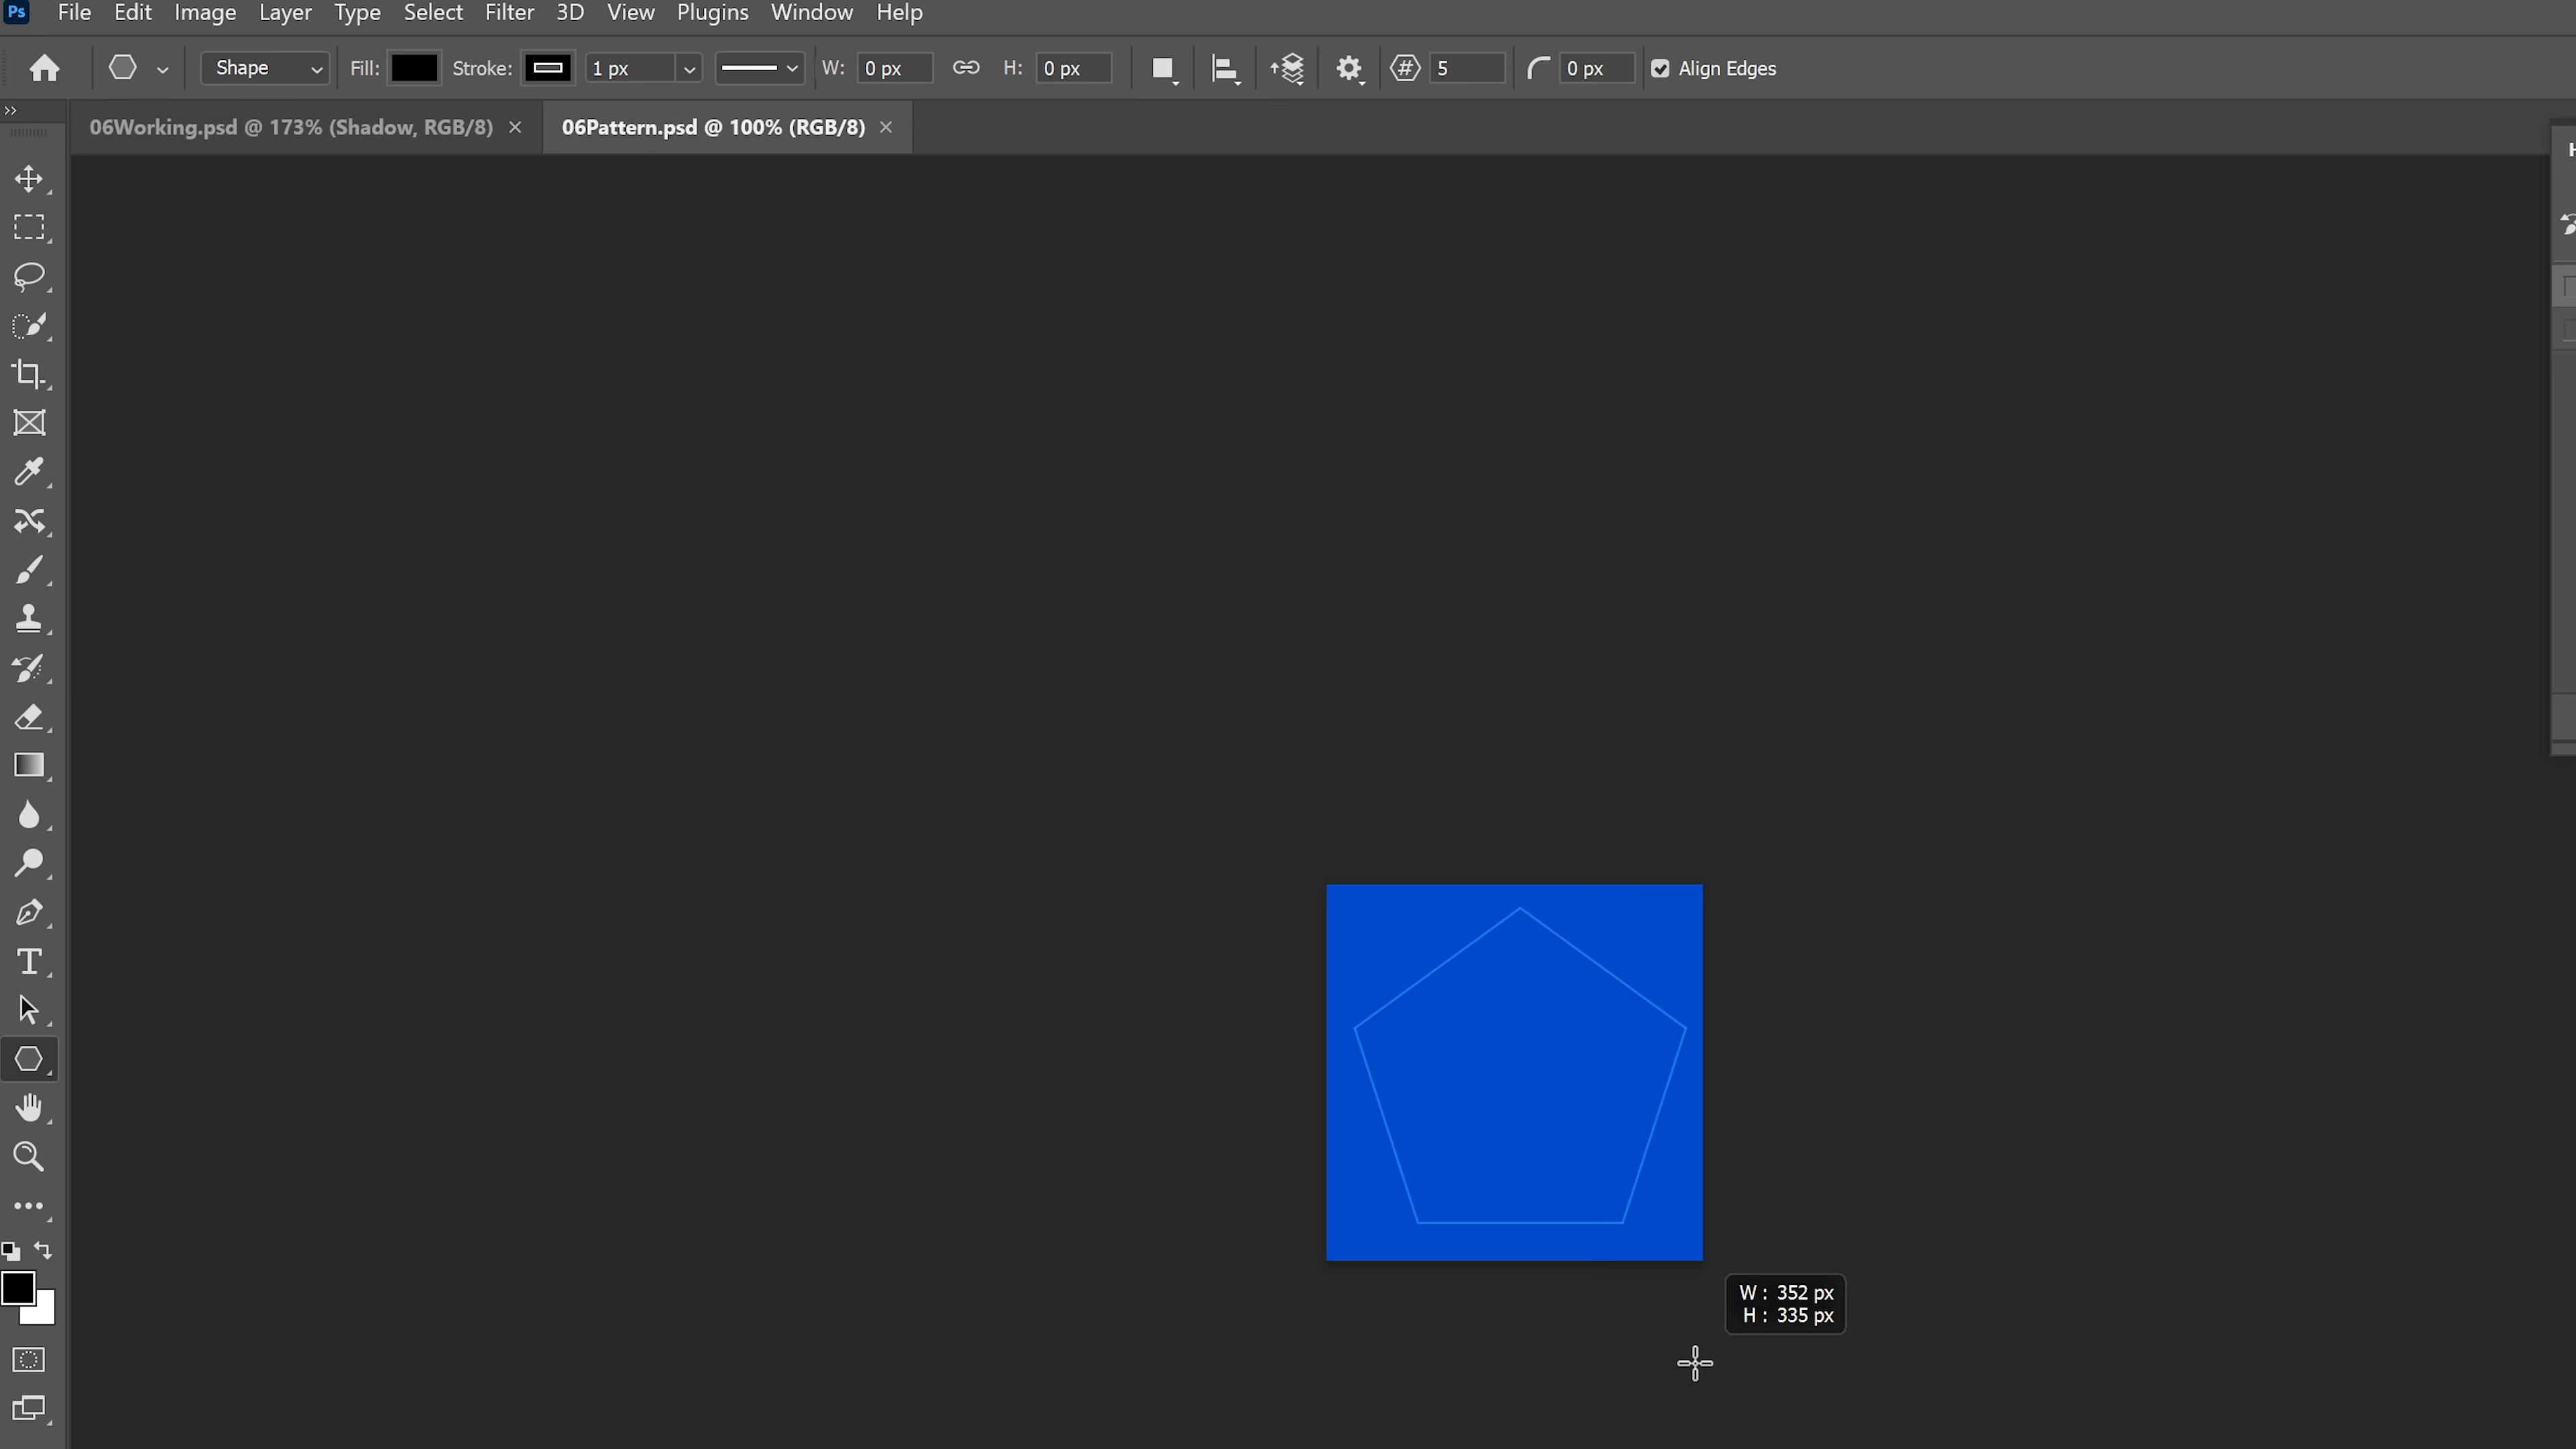 Ps File Edit Image Layer Type Select Filter 3D View Plugins Window Help
Shape Fill: Stroke: 1 px W: 0 px H: 0 px # 5 0 px Align Edges
06Working.psd @ 173% (Shadow, RGB/8) × 06Pattern.psd @ 100% (RGB/8) ×
W : 352 px
H : 335 px